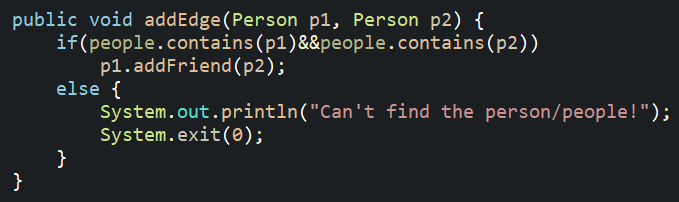 public void addEdge(Person p1, Person p2) {
    if(people.contains(p1)&&people.contains(p2))
        p1.addFriend(p2);
    else {
        System.out.println("Can't find the person/people!");
        System.exit(0);
    }
}